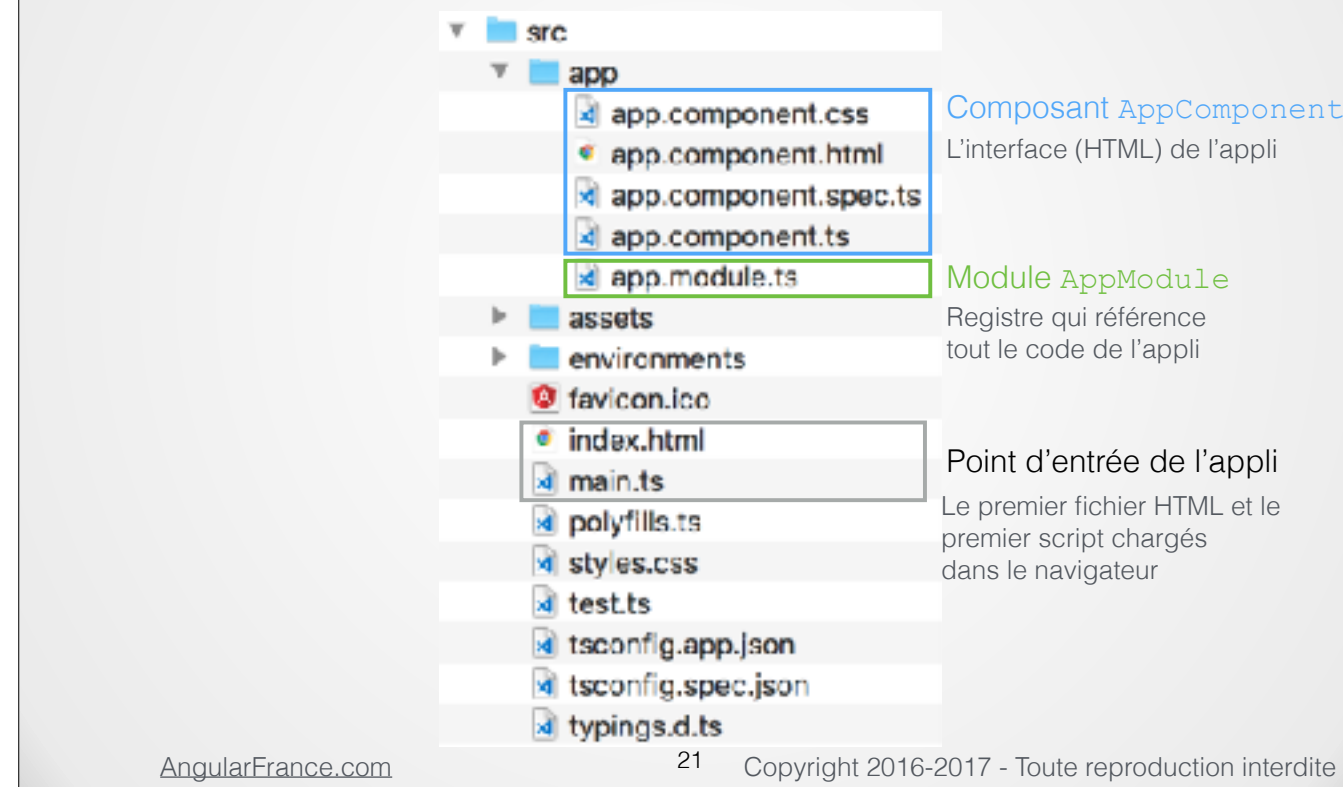 src
app
app.component.css
app.component.html
app.component.spec.ts
app.component.ts
app.module.ts
assets
environments
favicon.ico
index.html
main.ts
polyfills.ts
styles.css
test.ts
tsconfig.app.json
tsconfig.spec.json
typings.d.ts
Composant AppComponent
L’interface (HTML) de l’appli
Module AppModule
Registre qui référence
tout le code de l’appli
Point d’entrée de l’appli
Le premier fichier HTML et le
premier script chargés
dans le navigateur
AngularFrance.com
21
Copyright 2016-2017 - Toute reproduction interdite